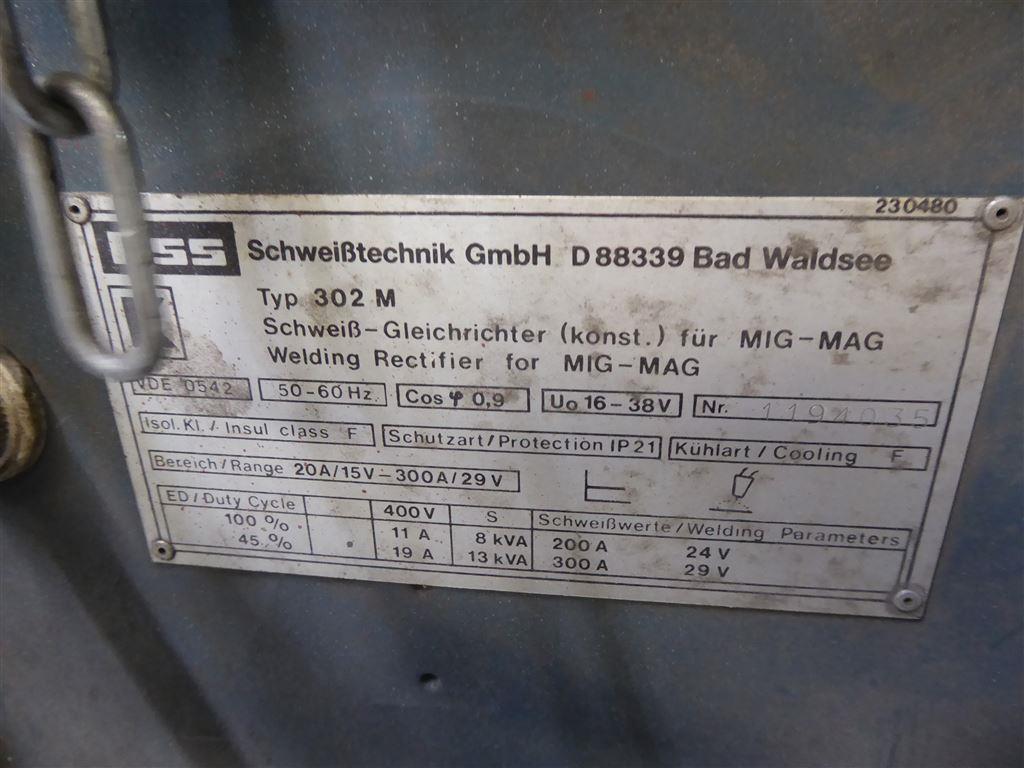 230480
ESS Schweißtechnik GmbH D 88339 Bad Waldsee
Typ 302 M
Schweiß-Gleichrichter (konst.) für MIG-MAG
Welding Rectifier for MIG-MAG
VDE 0542 50-60 Hz. Cos φ 0,9 Uo 16-38V Nr. 1194035
Isol. Kl. / Insul class F Schutzart/Protection IP21 Kühlart / Cooling F
Bereich/Range 20A/15V-300A/29V
ED/Duty Cycle 400V S Schweißwerte/Welding Parameters
100 % 11 A 8 kVA 200 A 24 V
45 % 19 A 13 kVA 300 A 29 V